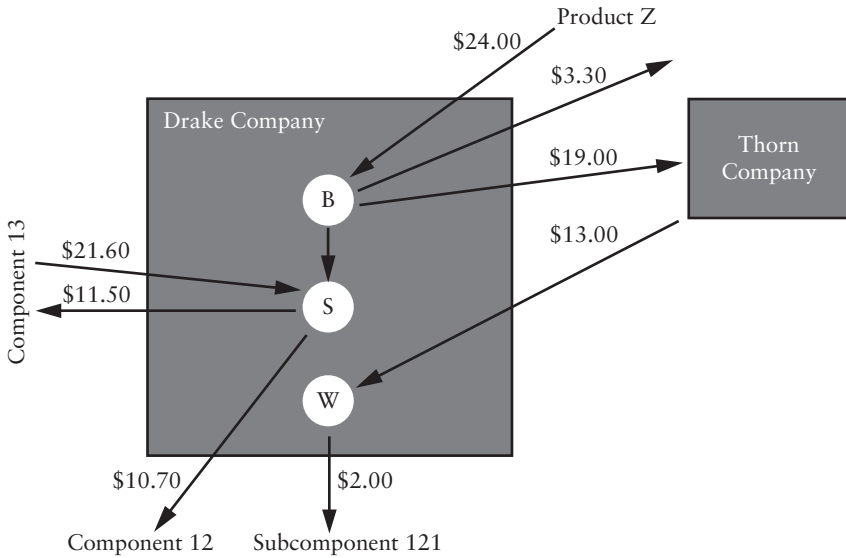 Product Z
$24.00
$3.30
Drake Company
Thorn
Company
$19.00
B
$13.00
Component 13
$21.60
$11.50
S
W
$10.70
$2.00
Component 12
Subcomponent 121